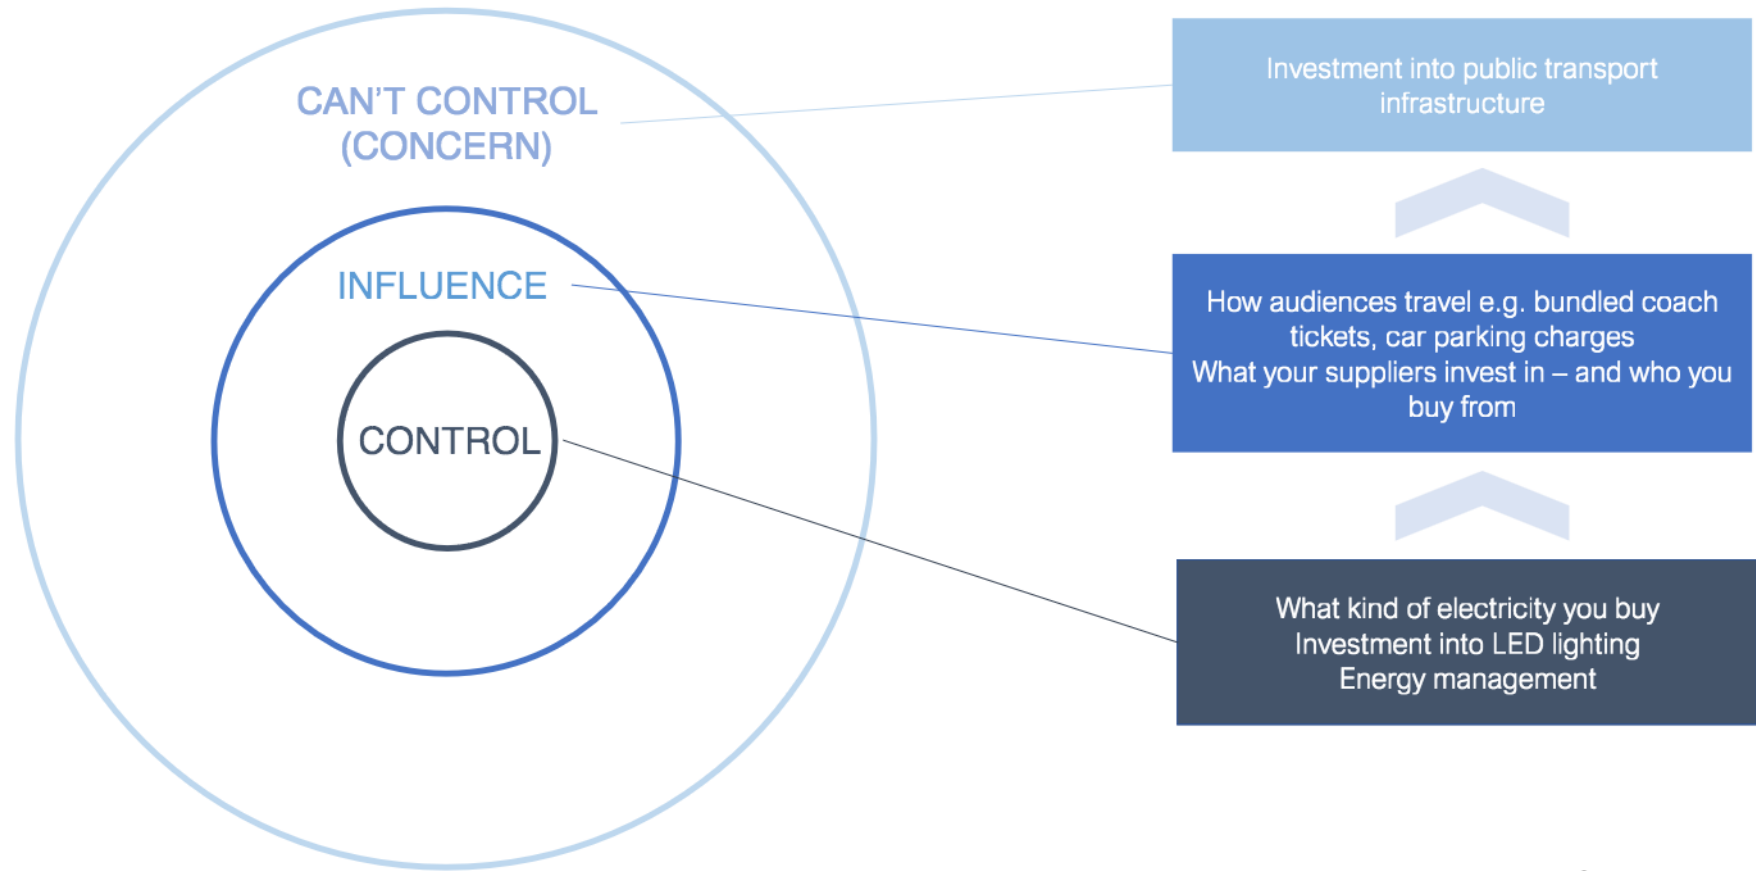 CAN'T CONTROL
(CONCERN)
INFLUENCE
CONTROL
Investment into public transport
infrastructure
How audiences travel e.g. bundled coach
tickets, car parking charges
What your suppliers invest in – and who you
buy from
What kind of electricity you buy
Investment into LED lighting
Energy management